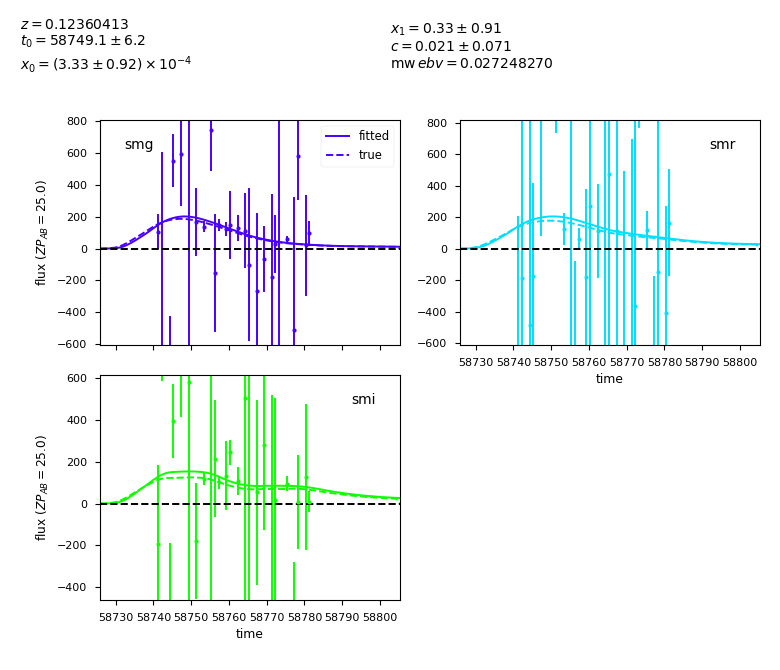 z = 0.12360413
t₀ = 58749.1 ± 6.2
x₀ = (3.33 ± 0.92) × 10⁻⁴
x₁ = 0.33 ± 0.91
c = 0.021 ± 0.071
mw ebv = 0.027248270
smg
fitted
true
800
600
400
200
0
−200
−400
−600
flux (ZP_AB = 25.0)
smr
800
600
400
200
0
−200
−400
−600
58730 58740 58750 58760 58770 58780 58790 58800
time
smi
600
400
200
0
−200
−400
flux (ZP_AB = 25.0)
58730 58740 58750 58760 58770 58780 58790 58800
time